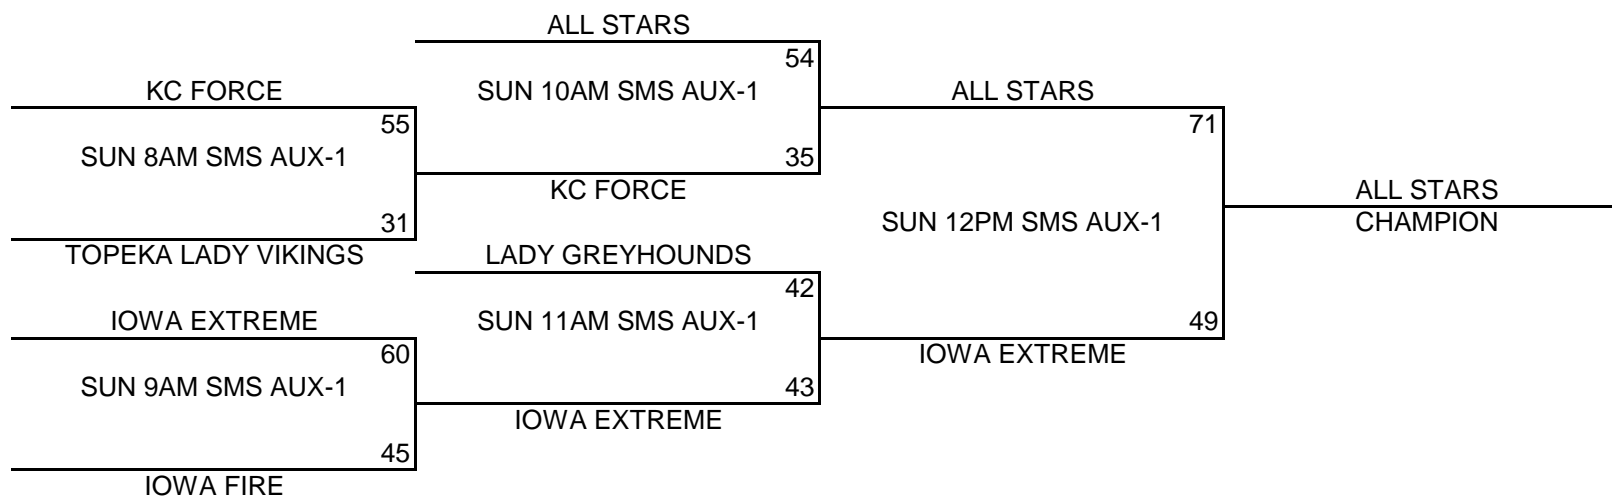 ALL STARS
54
KC FORCE
SUN 10AM SMS AUX-1
ALL STARS
55
71
SUN 8AM SMS AUX-1
35
KC FORCE
ALL STARS
31
SUN 12PM SMS AUX-1
CHAMPION
TOPEKA LADY VIKINGS
LADY GREYHOUNDS
42
IOWA EXTREME
SUN 11AM SMS AUX-1
49
60
IOWA EXTREME
SUN 9AM SMS AUX-1
43
IOWA EXTREME
45
IOWA FIRE